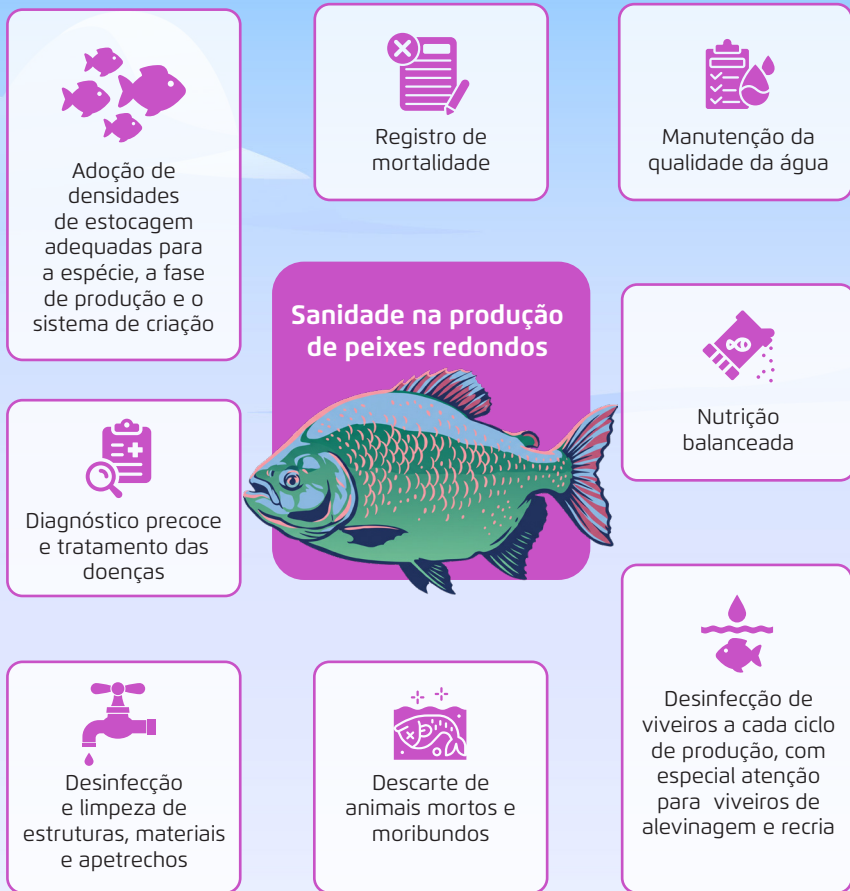 Adoção de
densidades
de estocagem
adequadas para
a espécie, a fase
de produção e o
sistema de criação
Registro de
mortalidade
Manutenção da
qualidade da água
Sanidade na produção
de peixes redondos
Nutrição
balanceada
Diagnóstico precoce
e tratamento das
doenças
Desinfecção
e limpeza de
estruturas, materiais
e apetrechos
Descarte de
animais mortos e
moribundos
Desinfecção de
viveiros a cada ciclo
de produção, com
especial atenção
para viveiros de
alevinagem e recria